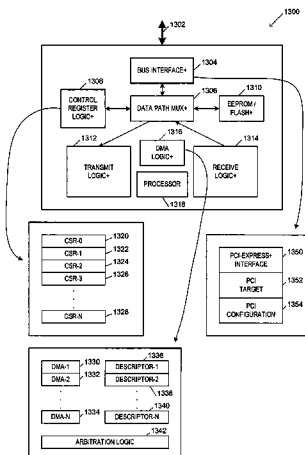 1300
1302
BUS INTERFACE+
1304
1308
CONTROL
REGISTER
LOGIC+
DATA PATH MUX+
1306
1310
EEPROM /
FLASH+
1312
1316
1314
TRANSMIT
LOGIC+
DMA
LOGIC+
RECEIVE
LOGIC+
PROCESSOR
1318
CSR-0
1320
CSR-1
1322
CSR-2
1324
CSR-3
1326
CSR-N
1328
PCI-EXPRESS+
INTERFACE
1350
PCI
TARGET
1352
PCI
CONFIGURATION
1354
DMA-1
1330
DESCRIPTOR-1
1336
DMA-2
1332
DESCRIPTOR-2
1338
DMA-N
1334
DESCRIPTOR-N
1340
ARBITRATION LOGIC
1342